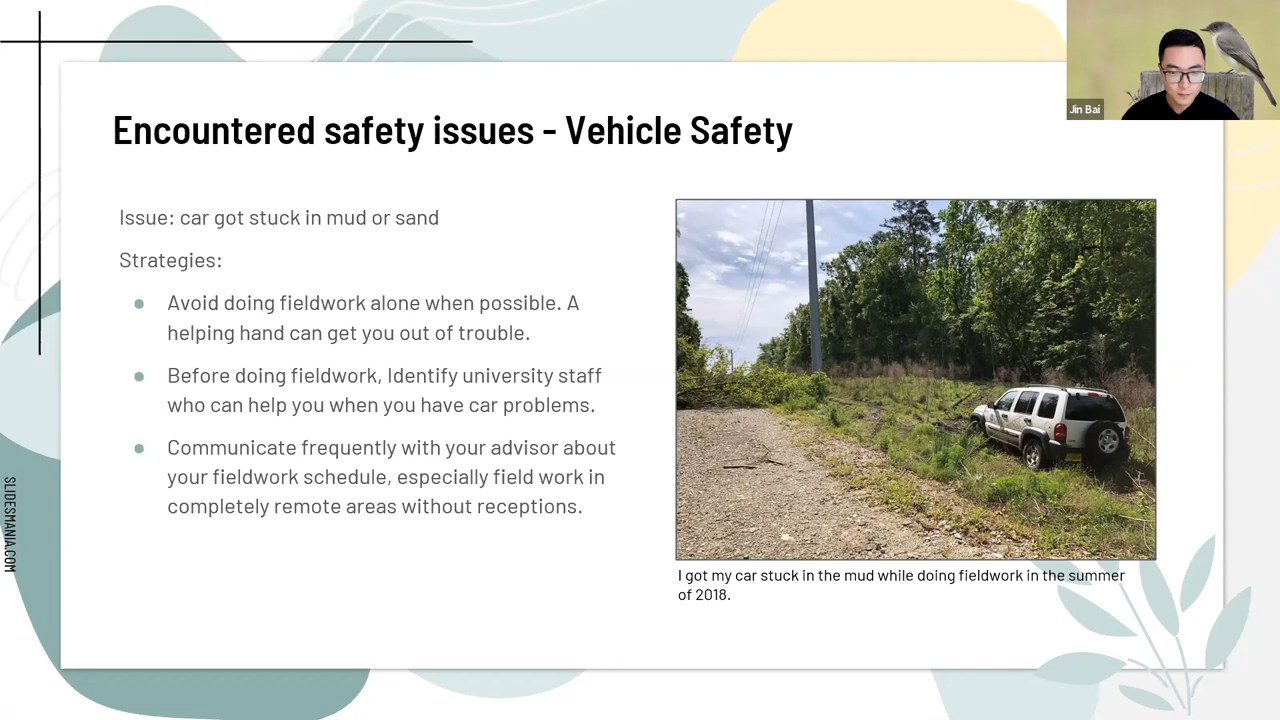 Jin Bai
Encountered safety issues - Vehicle Safety
Issue: car got stuck in mud or sand
Strategies:
Avoid doing fieldwork alone when possible. A
helping hand can get you out of trouble.
Before doing fieldwork, Identify university staff
who can help you when you have car problems.
Communicate frequently with your advisor about
your fieldwork schedule, especially field work in
completely remote areas without receptions.
I got my car stuck in the mud while doing fieldwork in the summer
of 2018.
SLIDESMANIA.COM